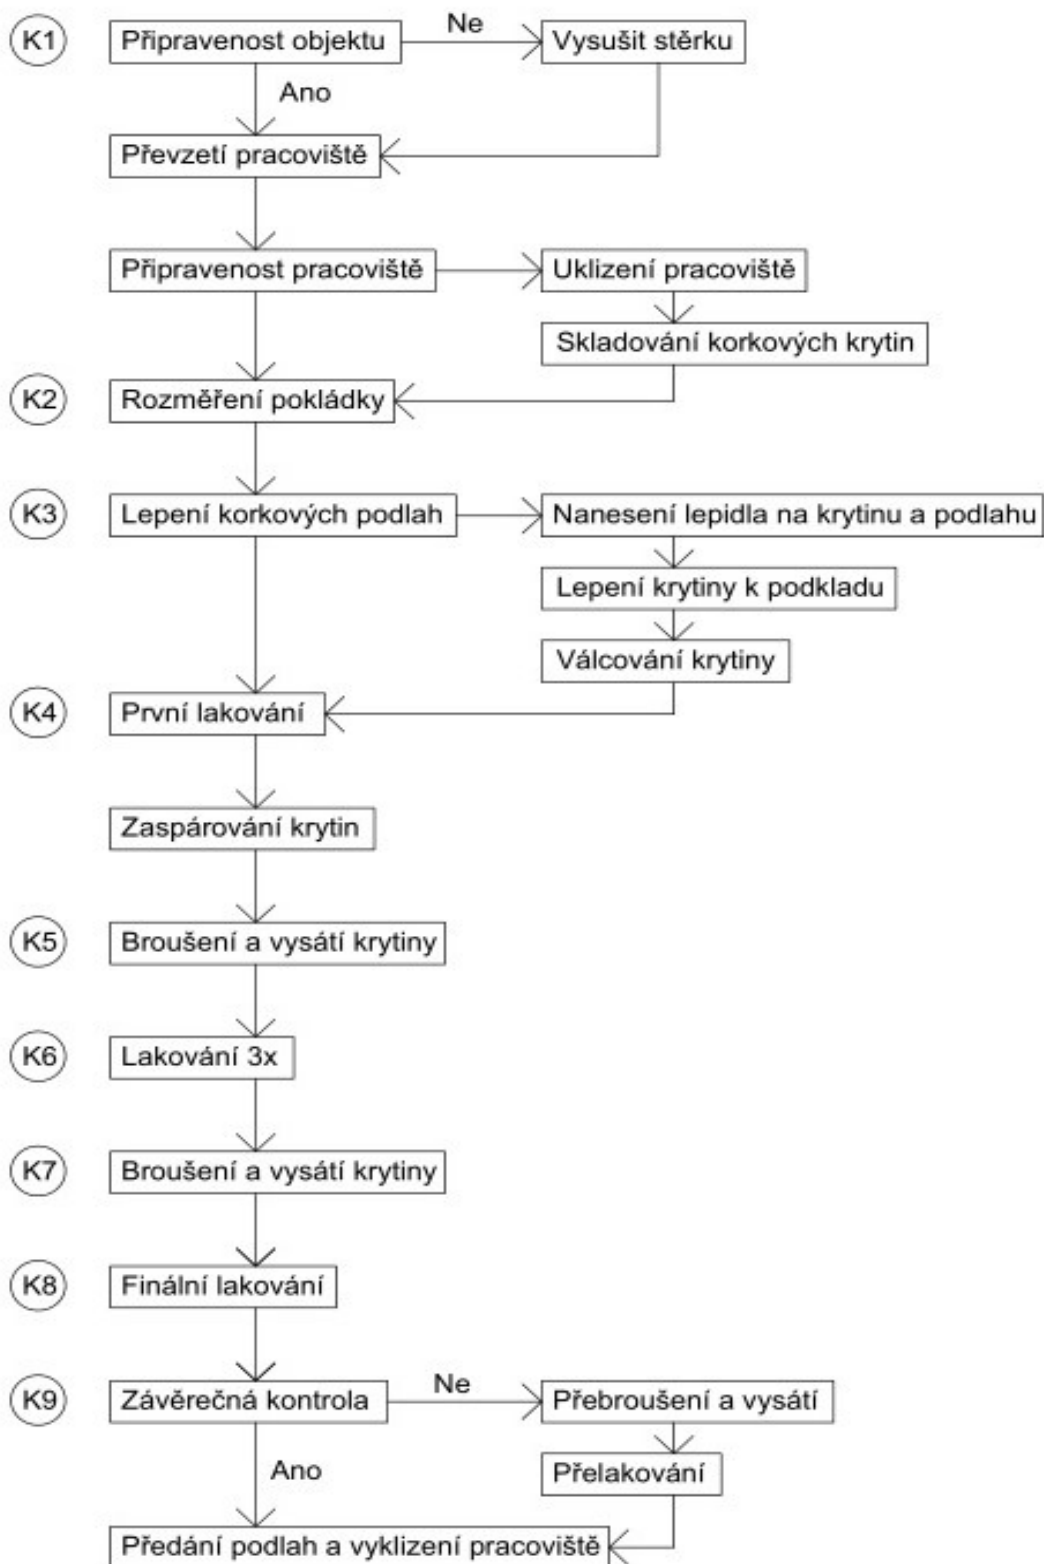 K1 Připravenost objektu Ne Vysušit stěrku
Ano
Převzetí pracoviště
Připravenost pracoviště Uklizení pracoviště
Skladování korkových krytin
K2 Rozměření pokládky
K3 Lepení korkových podlah Nanesení lepidla na krytinu a podlahu
Lepení krytiny k podkladu
Válcování krytiny
K4 První lakování
Zaspárování krytin
K5 Broušení a vysátí krytiny
K6 Lakování 3x
K7 Broušení a vysátí krytiny
K8 Finální lakování
K9 Závěrečná kontrola Ne Přebroušení a vysátí
Ano Přelakování
Předání podlah a vyklizení pracoviště